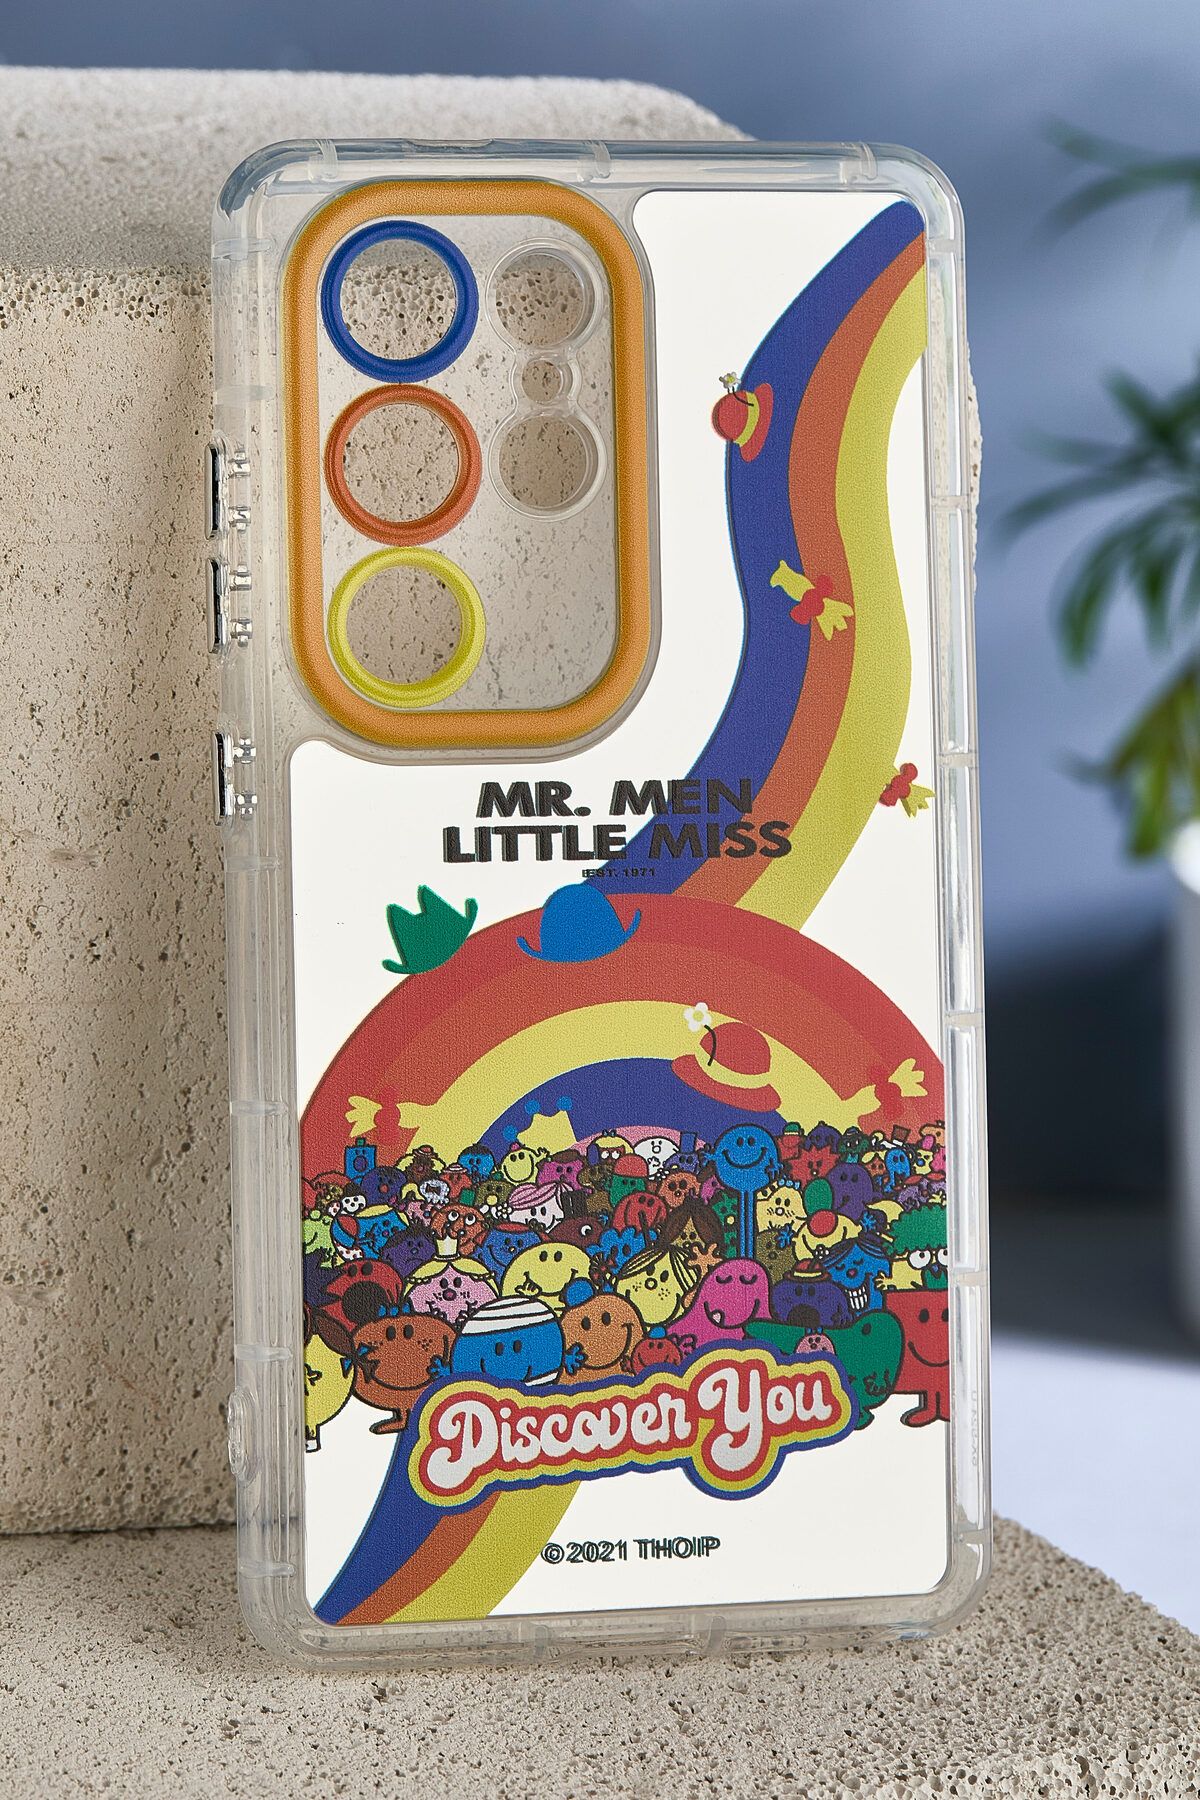 MR. MEN
LITTLE MISS
EST. 1971
Discover You
©2021 THOIP